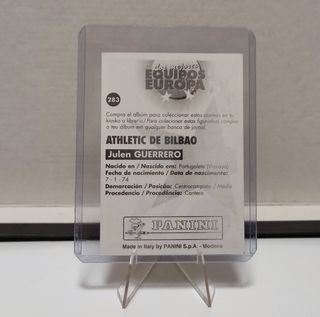 Los mejores
EQUIPOS
EUROPA
283
Compra el álbum para coleccionar estos cromos en tu
kiosko o librería/Para colecionar estas figurinhas compra
o teu álbum em qualquer banca de jornal.
ATHLETIC DE BILBAO
Julen GUERRERO
Nacido en / Nascido em: Portugalete (Vizcaya)
Fecha de nacimiento / Data de nascimento:
7 - 1 - 74
Demarcación / Posição: Centrocampista / Médio
Procedencia / Procedência: Cantera
PANINI
Made in Italy by PANINI S.p.A. - Modena